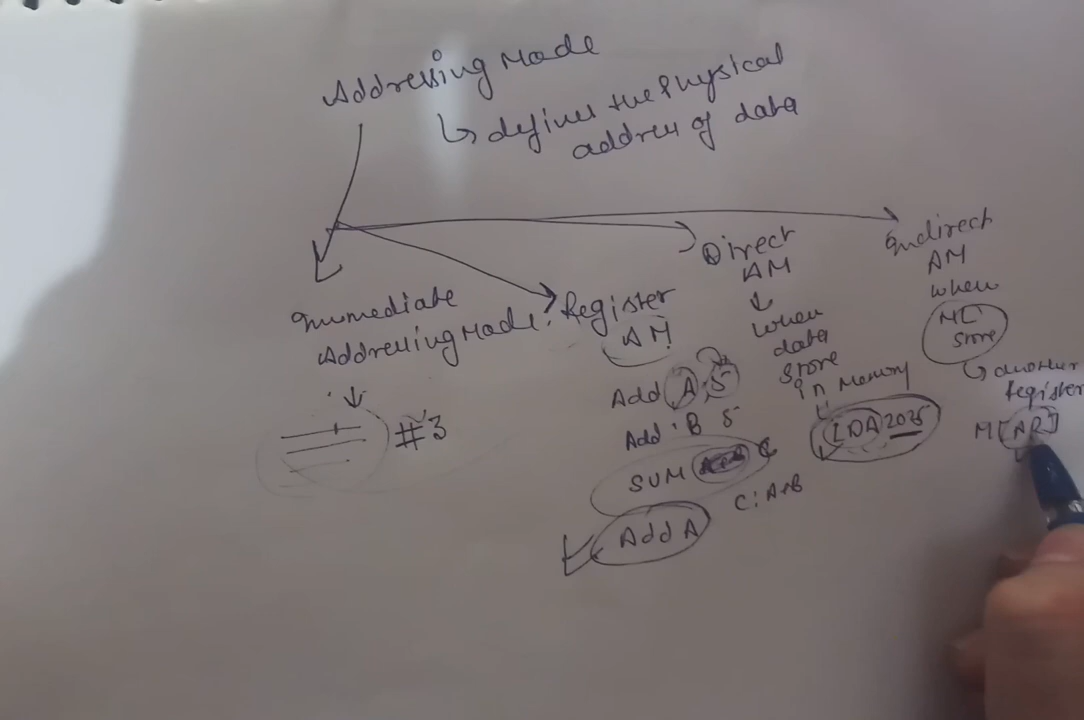 Addressing Mode
defines the Physical
address of data
Immediate
Addressing Mode.
#3
Register
AM
Add A, 5
Add B 5
SUM C
C: A+B
Add A
Direct
AM
when
data
store
in Memory
LDA 2035
Indirect
AM
when
store
another
register
M[AR]